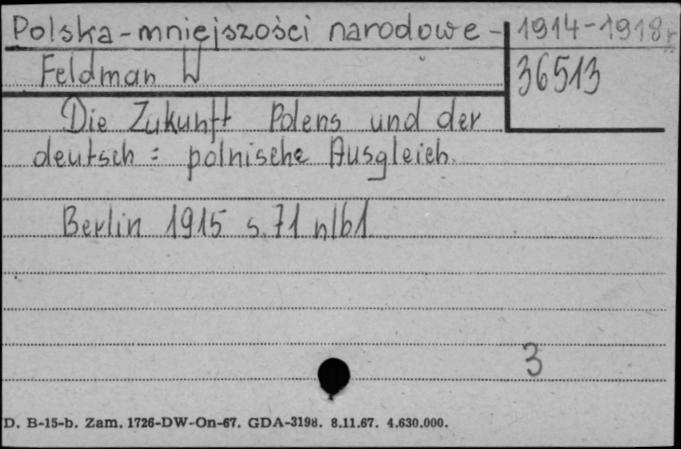 Polska - mniejszości narodowe - 1914-1918 r
Feldman W
36513
Die Zukunft Polens und der
deutsch = polnische Ausgleich.
Berlin 1915 s. 71 nlb1
3
D. B-15-b. Zam. 1726-DW-On-67. GDA-3198. 8.11.67. 4.630.000.